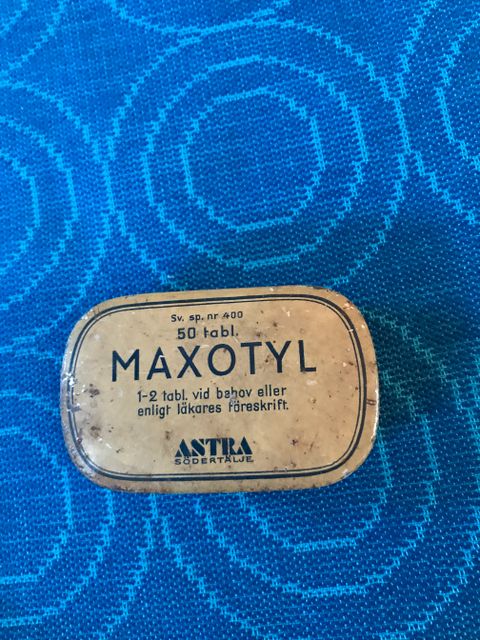 Sv. sp. nr 400
50 tabl.
MAXOTYL
1-2 tabl. vid behov eller
enligt läkares föreskrift.
ASTRA
SÖDERTÄLJE